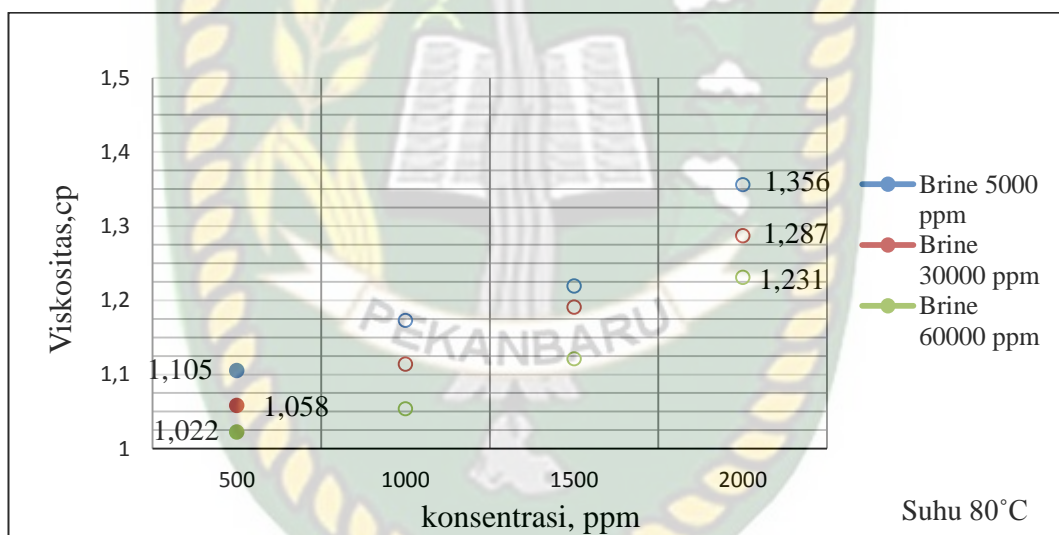 1,5
1,4
1,3
1,2
1,1
1
Viskositas,cp
1,105
1,058
1,022
1,356
1,287
1,231
PEKANBARU
500
1000
1500
2000
konsentrasi, ppm
Brine 5000
ppm
Brine
30000 ppm
Brine
60000 ppm
Suhu 80°C